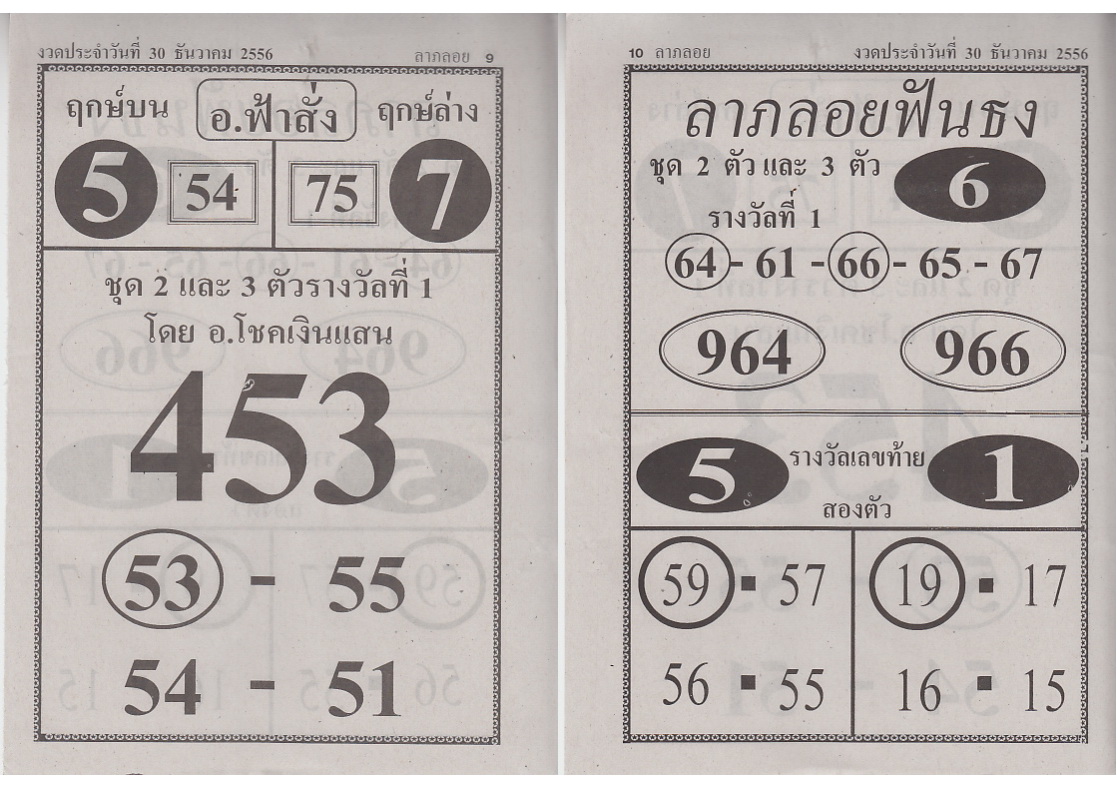 งวดประจำวันที่ 30 ธันวาคม 2556 ลาภลอย 9
ฤกษ์บน อ.ฟ้าสั่ง ฤกษ์ล่าง
5 54 75 7
ชุด 2 และ 3 ตัวรางวัลที่ 1
โดย อ.โชคเงินแสน
453
53 - 55
54 - 51
10 ลาภลอย งวดประจำวันที่ 30 ธันวาคม 2556
ลาภลอยฟันธง
ชุด 2 ตัว และ 3 ตัว 6
รางวัลที่ 1
64 - 61 - 66 - 65 - 67
964 966
5 รางวัลเลขท้าย 1
สองตัว
59 ▪ 57 19 ▪ 17
56 ▪ 55 16 ▪ 15